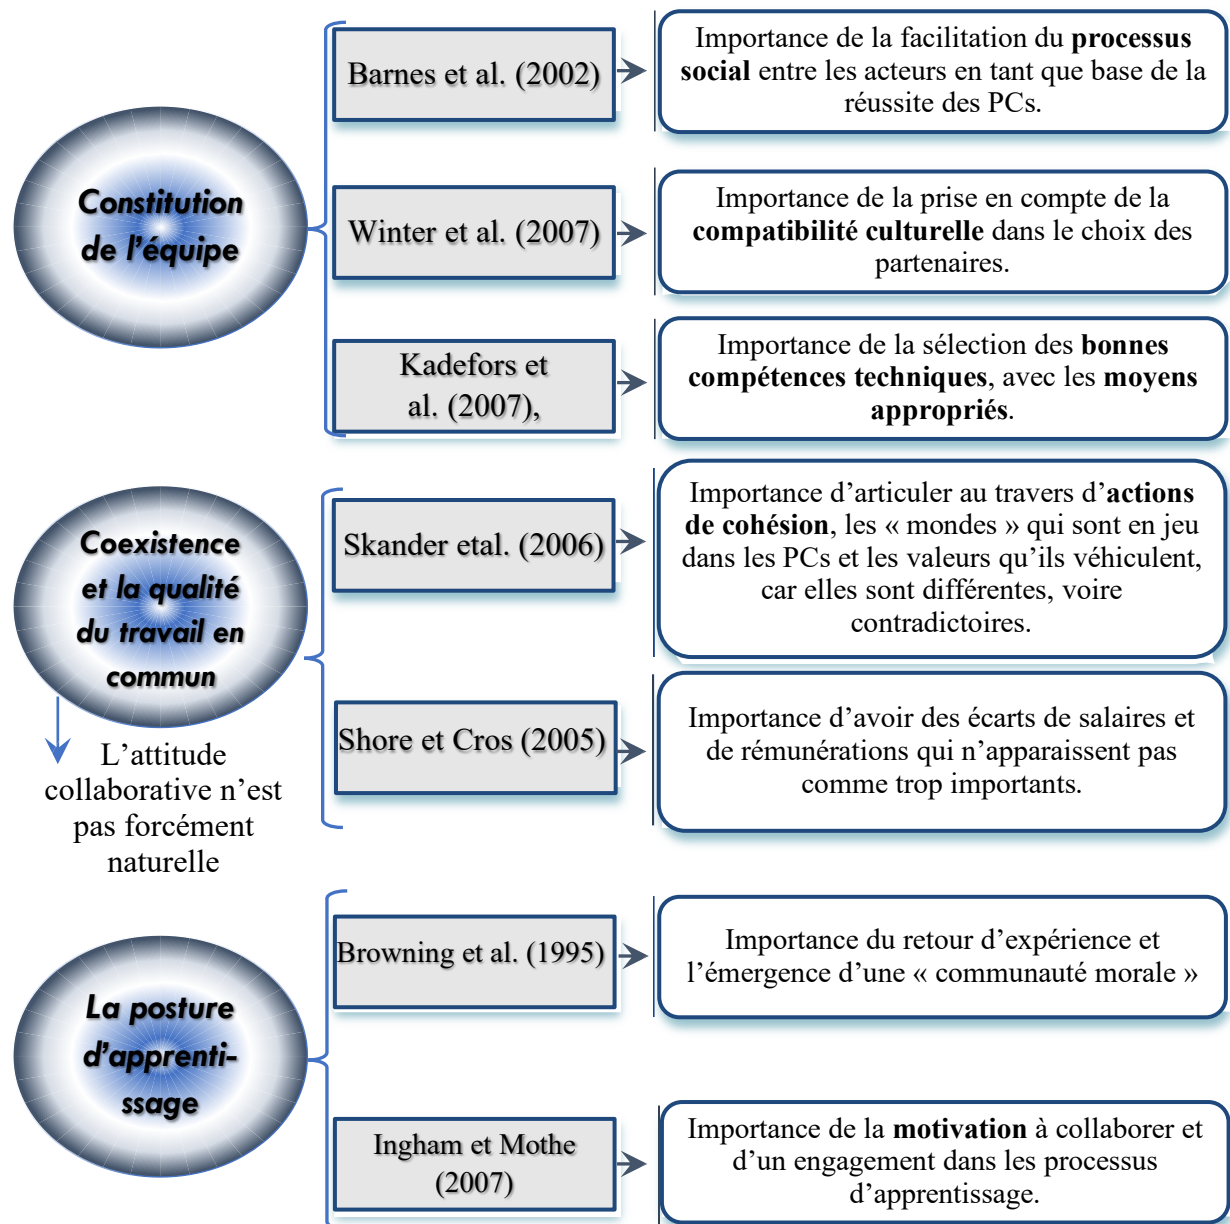 Constitution
de l'équipe
Barnes et al. (2002)
Importance de la facilitation du processus
social entre les acteurs en tant que base de la
réussite des PCs.
Winter et al. (2007)
Importance de la prise en compte de la
compatibilité culturelle dans le choix des
partenaires.
Kadefors et
al. (2007),
Importance de la sélection des bonnes
compétences techniques, avec les moyens
appropriés.
Coexistence
et la qualité
du travail en
commun
L'attitude
collaborative n'est
pas forcément
naturelle
Skander etal. (2006)
Importance d'articuler au travers d'actions
de cohésion, les « mondes » qui sont en jeu
dans les PCs et les valeurs qu'ils véhiculent,
car elles sont différentes, voire
contradictoires.
Shore et Cros (2005)
Importance d'avoir des écarts de salaires et
de rémunérations qui n'apparaissent pas
comme trop importants.
La posture
d'apprenti-
ssage
Browning et al. (1995)
Importance du retour d'expérience et
l'émergence d'une « communauté morale »
Ingham et Mothe
(2007)
Importance de la motivation à collaborer et
d'un engagement dans les processus
d'apprentissage.